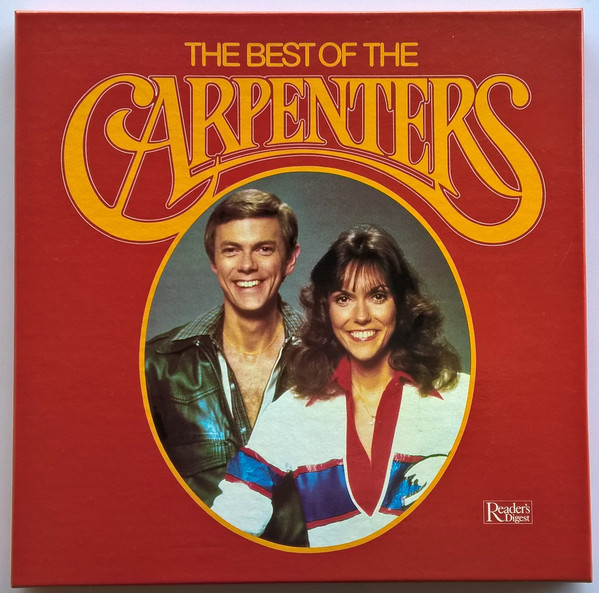 THE BEST OF THE
CARPENTERS
Reader's
Digest